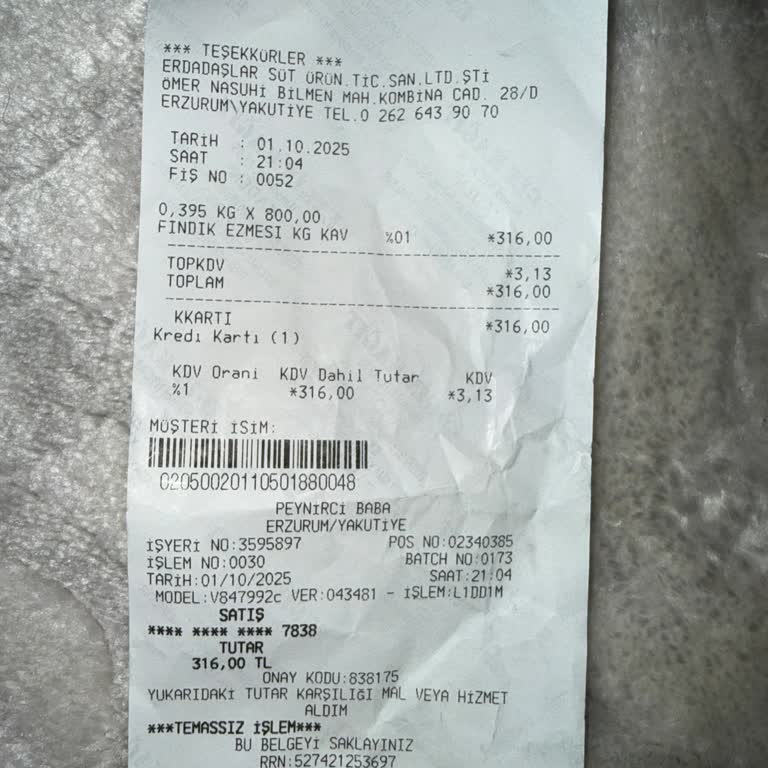 *** TEŞEKKÜRLER ***
ERDADAŞLAR SÜT ÜRÜN.TİC.SAN.LTD.ŞTİ
ÖMER NASUHİ BİLMEN MAH.KOMBİNA CAD. 28/D
ERZURUM\YAKUTİYE TEL.0 262 643 90 70
TARİH : 01.10.2025
SAAT : 21:04
FİŞ NO : 0052
0,395 KG X 800,00
FINDIK EZMESI KG KAV %01 *316,00
TOPKDV *3,13
TOPLAM *316,00
KKARTI *316,00
Kredi Kartı (1)
KDV Oranı KDV Dahil Tutar KDV
%1 *316,00 *3,13
MÜŞTERİ İSİM:
02050020110501880048
PEYNİRCİ BABA
ERZURUM/YAKUTİYE
İŞYERİ NO:3595897 POS NO:02340385
İŞLEM NO:0030 BATCH NO:0173
TARİH:01/10/2025 SAAT:21:04
MODEL:V847992c VER:043481 - İŞLEM:L1DD1M
SATIŞ
**** **** **** 7838
TUTAR
316,00 TL
ONAY KODU:838175
YUKARIDAKİ TUTAR KARŞILIĞI MAL VEYA HİZMET
ALDIM
***TEMASSIZ İŞLEM***
BU BELGEYİ SAKLAYINIZ
RRN:527421253697